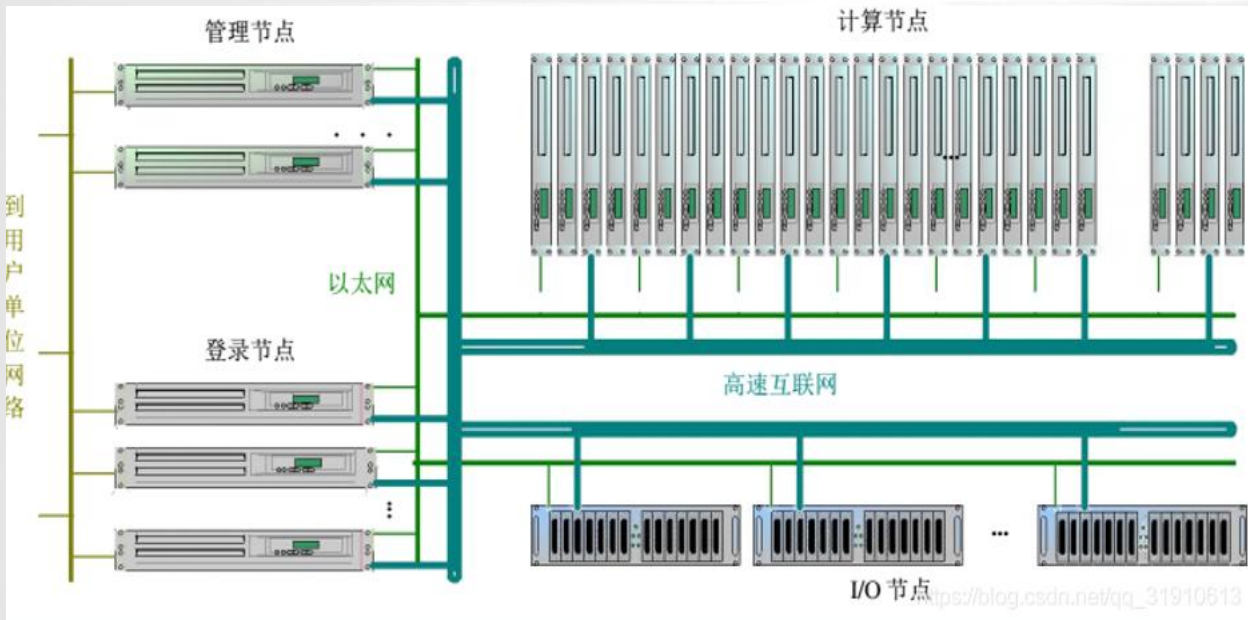 管理节点
计算节点
到用户单位网络
以太网
登录节点
高速互联网
I/O 节点
https://blog.csdn.net/qq_31910613